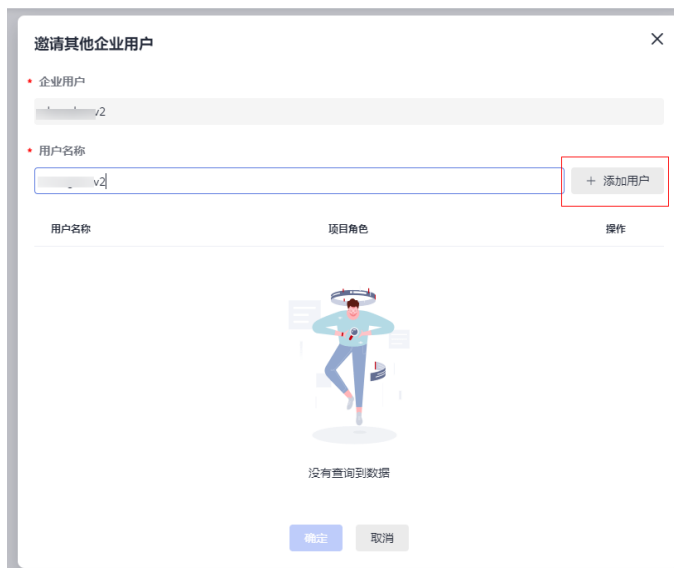 邀请其他企业用户
* 企业用户
v2
* 用户名称
v2
+ 添加用户
用户名称 项目角色 操作
没有查询到数据
确定 取消